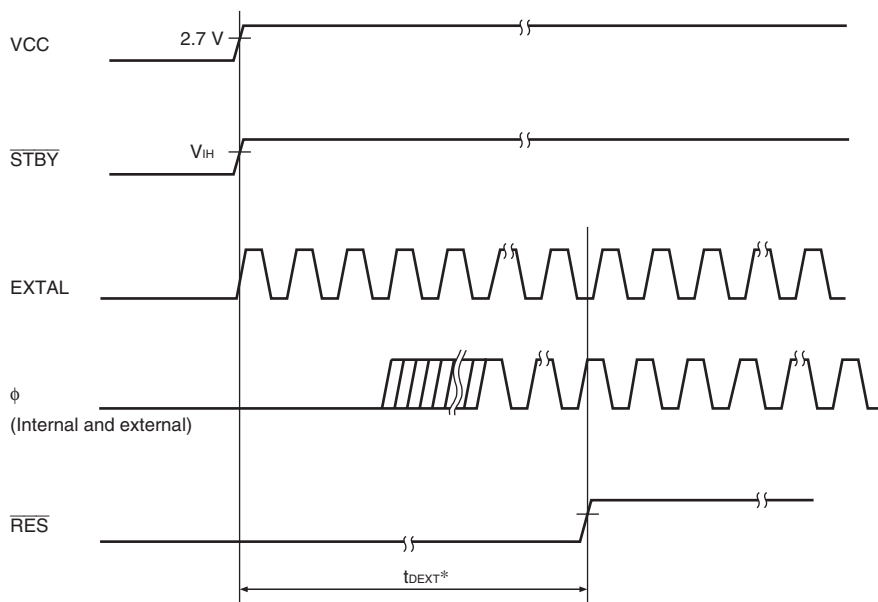 VCC
2.7 V
STBY
VIH
EXTAL
ϕ
(Internal and external)
RES
tDEXT*